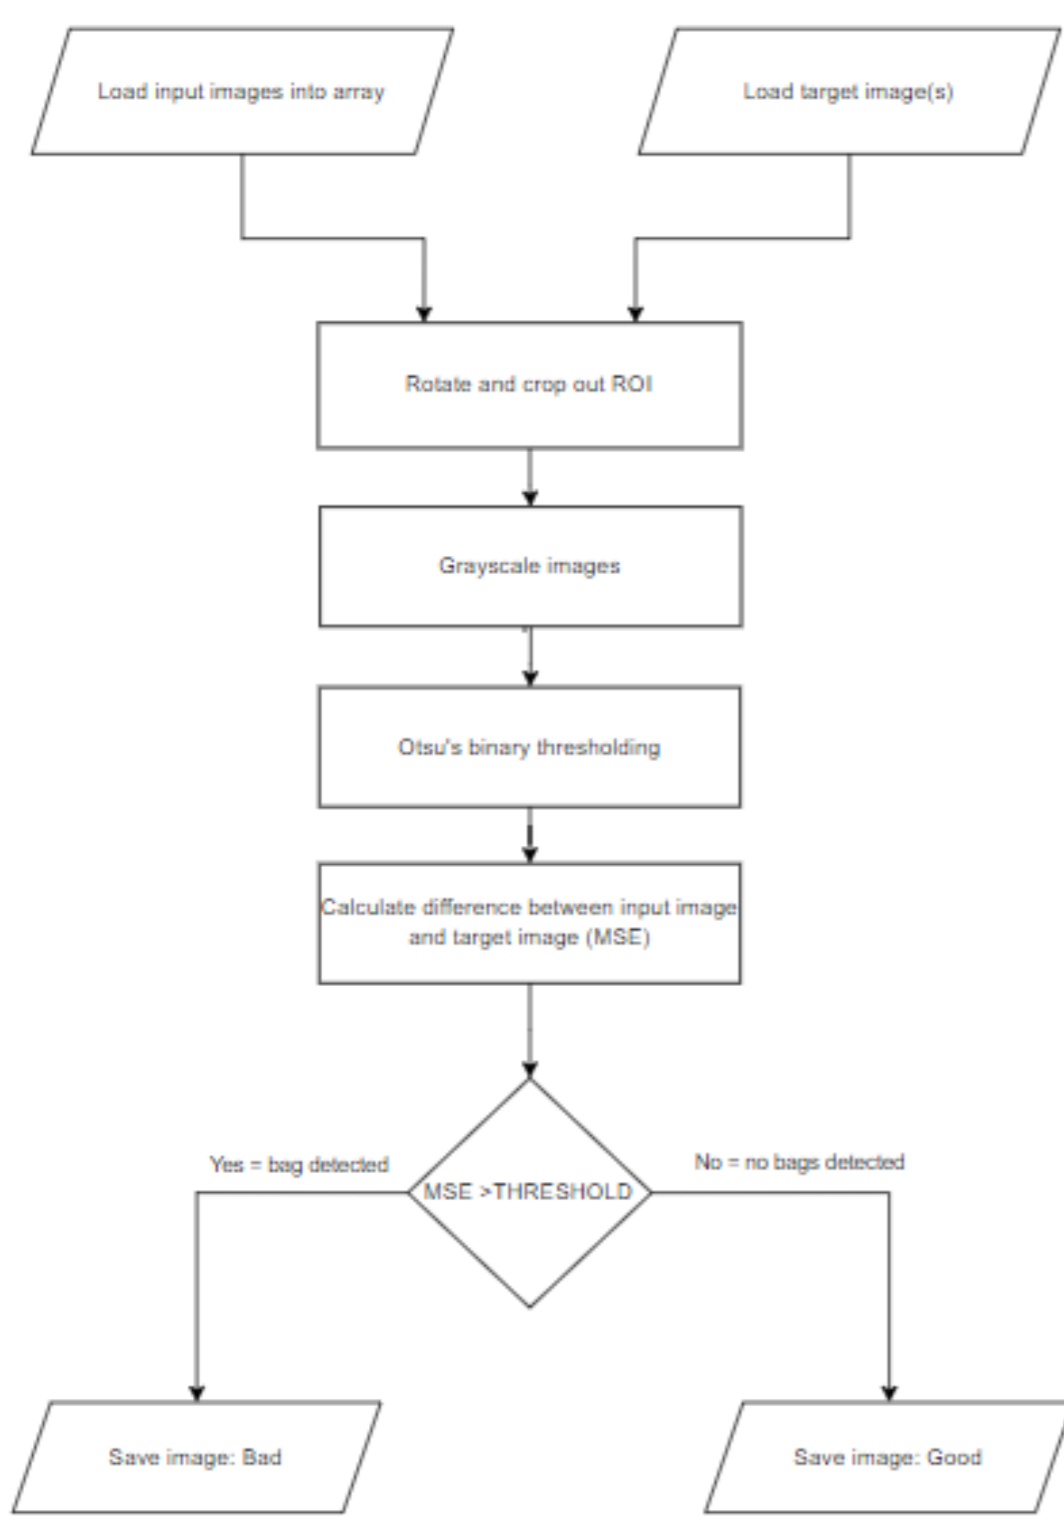 Load input images into array
Load target image(s)
Rotate and crop out ROI
Grayscale images
Otsu's binary thresholding
Calculate difference between input image
and target image (MSE)
Yes = bag detected
No = no bags detected
MSE >THRESHOLD
Save image: Bad
Save image: Good